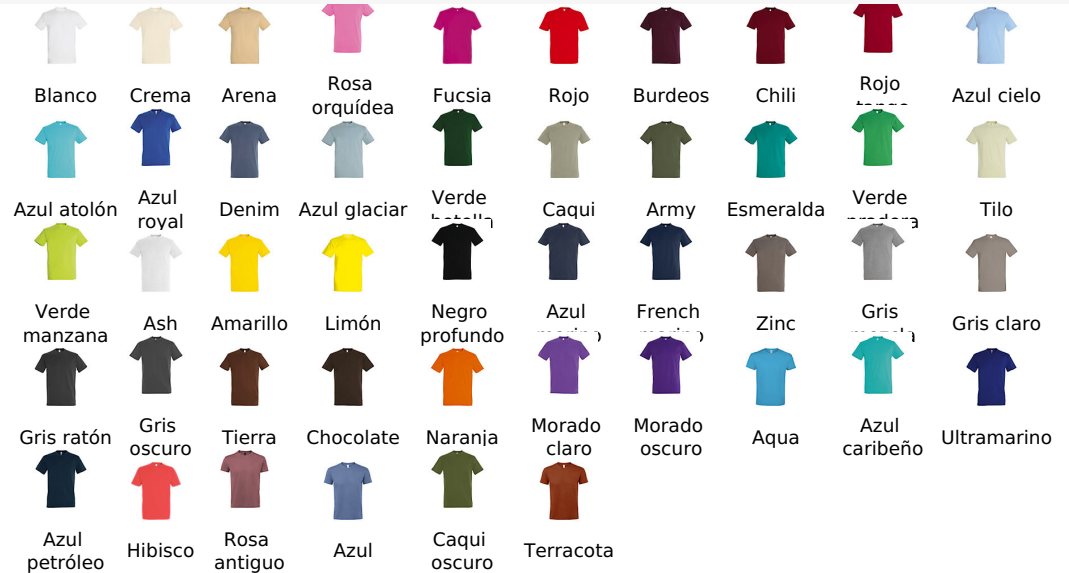 Blanco
Crema
Arena
Rosa
orquídea
Fucsia
Rojo
Burdeos
Chili
Rojo
Azul cielo
Azul atolón
Azul
royal
Denim
Azul glaciar
Verde
Caqui
Army
Esmeralda
Verde
Tilo
Verde
manzana
Ash
Amarillo
Limón
Negro
profundo
Azul
French
Zinc
Gris
Gris claro
Gris ratón
Gris
oscuro
Tierra
Chocolate
Naranja
Morado
claro
Morado
oscuro
Aqua
Azul
caribeño
Ultramarino
Azul
petróleo
Hibisco
Rosa
antiguo
Azul
Caqui
oscuro
Terracota